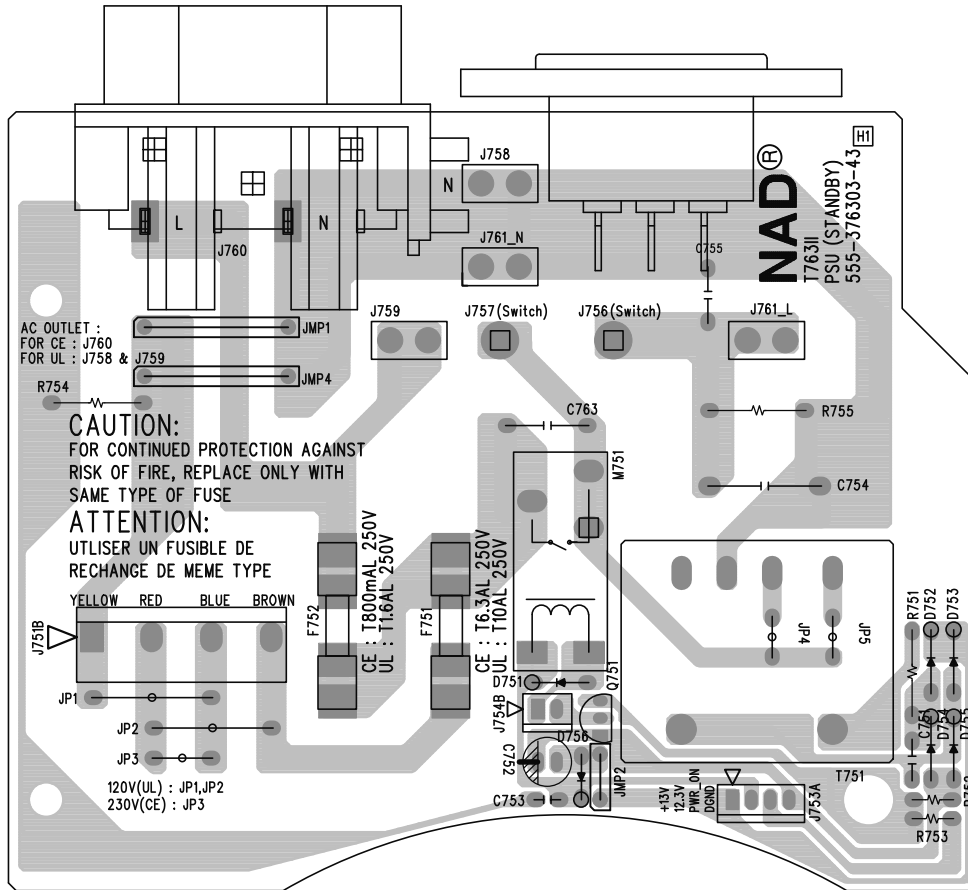 H1
NAD®
T763II
PSU (STANDBY)
555-376303-43
J758
N
L
N
J760
J761_N
C755
J759
J757(Switch)
J756(Switch)
J761_L
JMP1
AC OUTLET :
FOR CE : J760
FOR UL : J758 & J759
JMP4
R754
C763
R755
CAUTION:
FOR CONTINUED PROTECTION AGAINST
RISK OF FIRE, REPLACE ONLY WITH
SAME TYPE OF FUSE
ATTENTION:
UTLISER UN FUSIBLE DE
RECHANGE DE MEME TYPE
M751
C754
YELLOW RED BLUE BROWN
J751B
F752
CE : T800mAL 250V
UL : T1.6AL 250V
F751
CE : T6.3AL 250V
UL : T10AL 250V
JP4
JP5
R751
D752
D753
JP1
JP2
JP3
120V(UL) : JP1,JP2
230V(CE) : JP3
D751
Q751
J754B
D756
C752
JMP2
C753
C751
D754
D755
T751
+13V
12.3V
PWR_ON
DGND
J753A
R752
R753